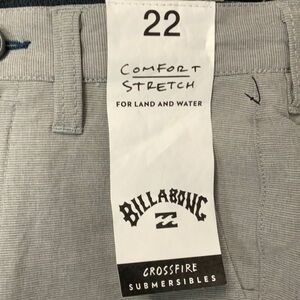 22
COMFORT
STRETCH
FOR LAND AND WATER
BILLABONG
CROSSFIRE
SUBMERSIBLES